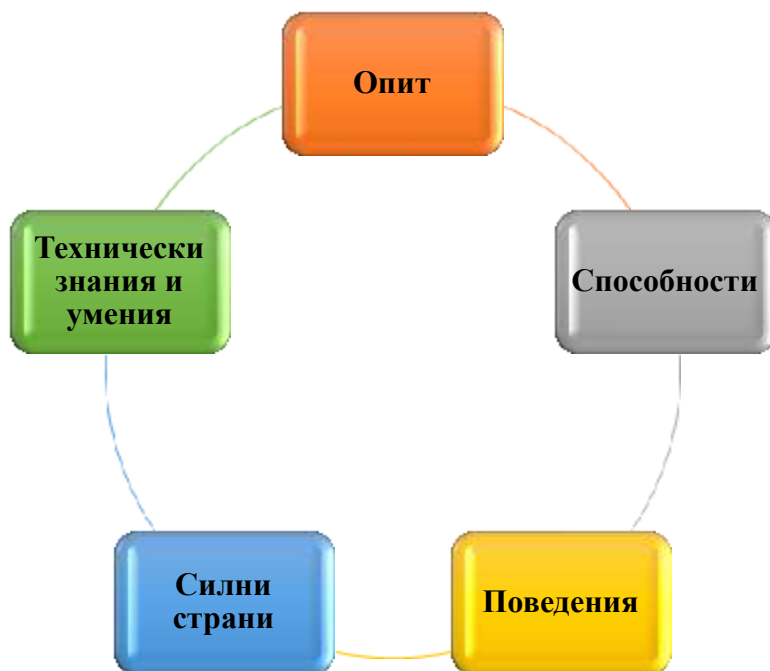 Опит
Технически
знания и
умения
Способности
Силни
страни
Поведения